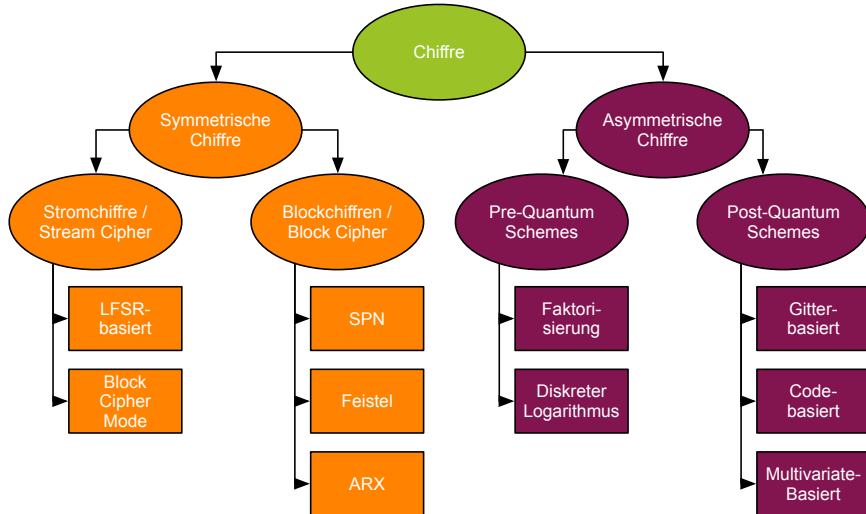 Chiffre
Symmetrische
Chiffre
Asymmetrische
Chiffre
Stromchiffre /
Stream Cipher
Blockchiffren /
Block Cipher
Pre-Quantum
Schemes
Post-Quantum
Schemes
LFSR-
basiert
SPN
Faktori-
sierung
Gitter-
basiert
Block
Cipher
Mode
Feistel
Diskreter
Logarithmus
Code-
basiert
ARX
Multivariate-
Basiert